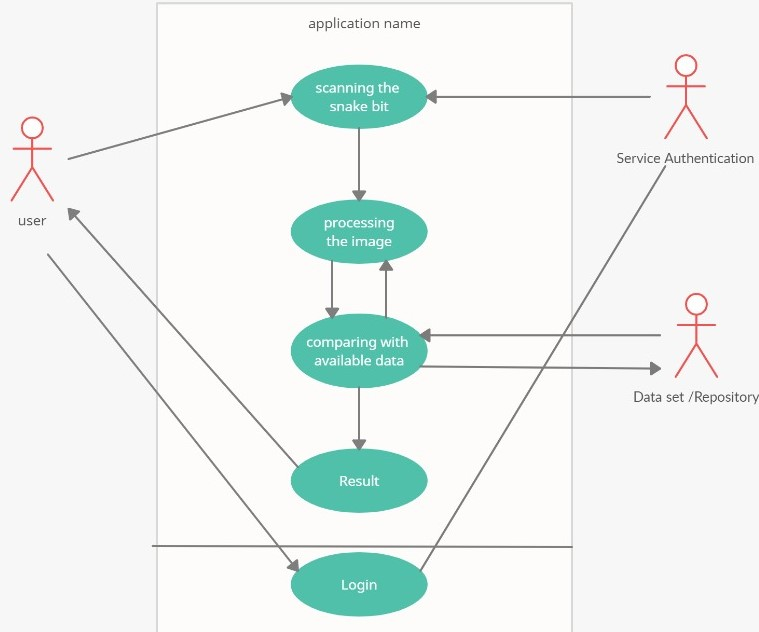 application name
scanning the
snake bit
Service Authentication
user
processing
the image
comparing with
available data
Data set /Repository
Result
Login